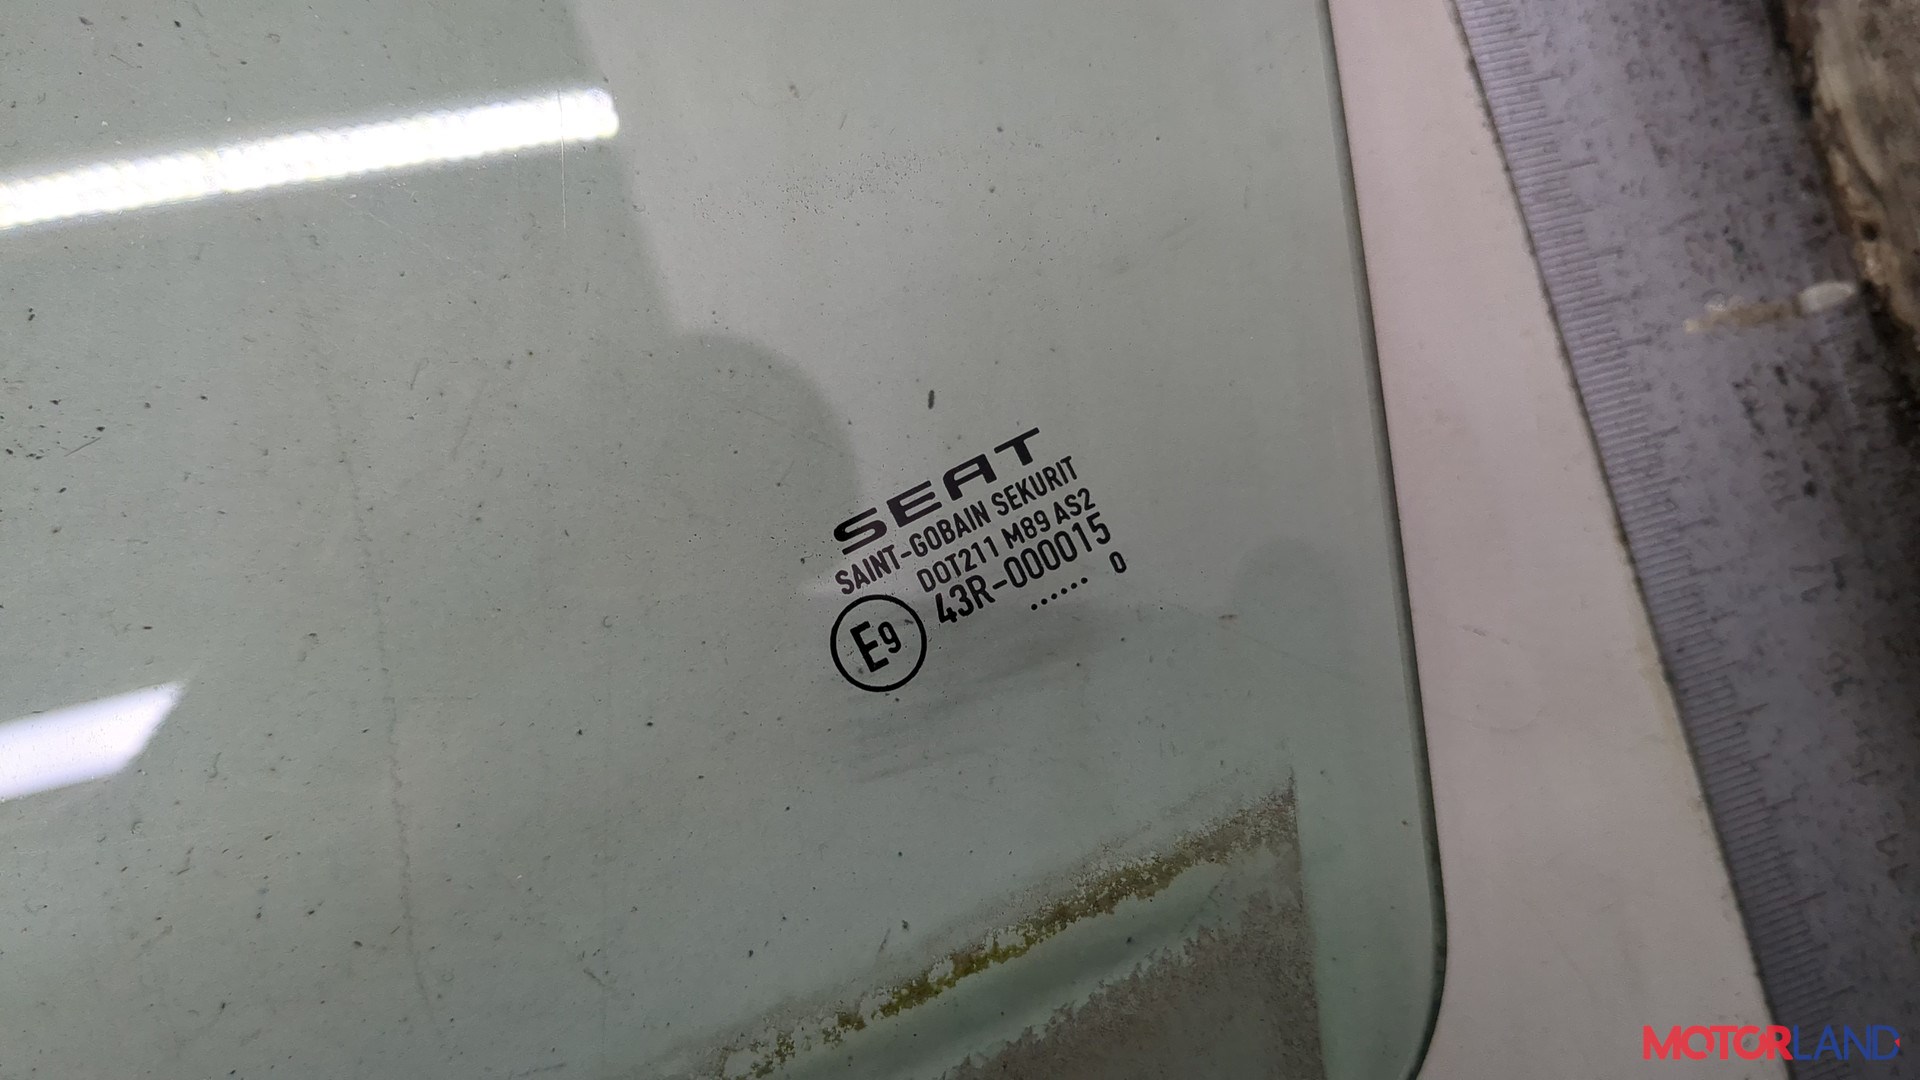 SEAT
SAINT-GOBAIN SEKURIT
DOT211 M89 AS2
E9 43R-000015
...... 0
MOTORLAND